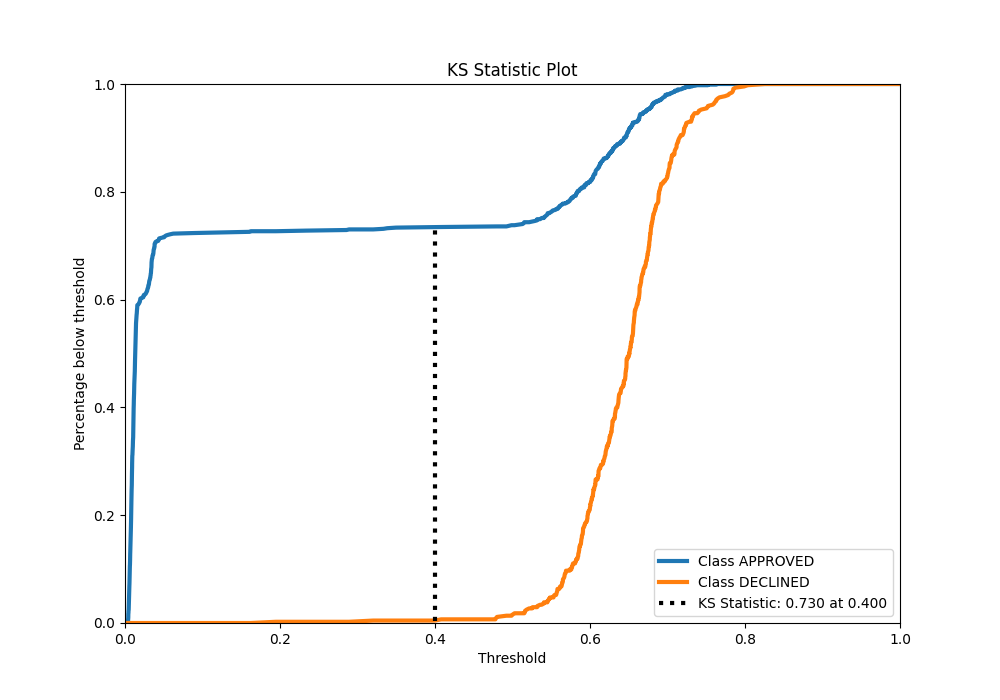 KS Statistic Plot
1.0
0.8
0.6
0.4
0.2
0.0
Percentage below threshold
Class APPROVED
Class DECLINED
KS Statistic: 0.730 at 0.400
0.0 0.2 0.4 0.6 0.8 1.0
Threshold